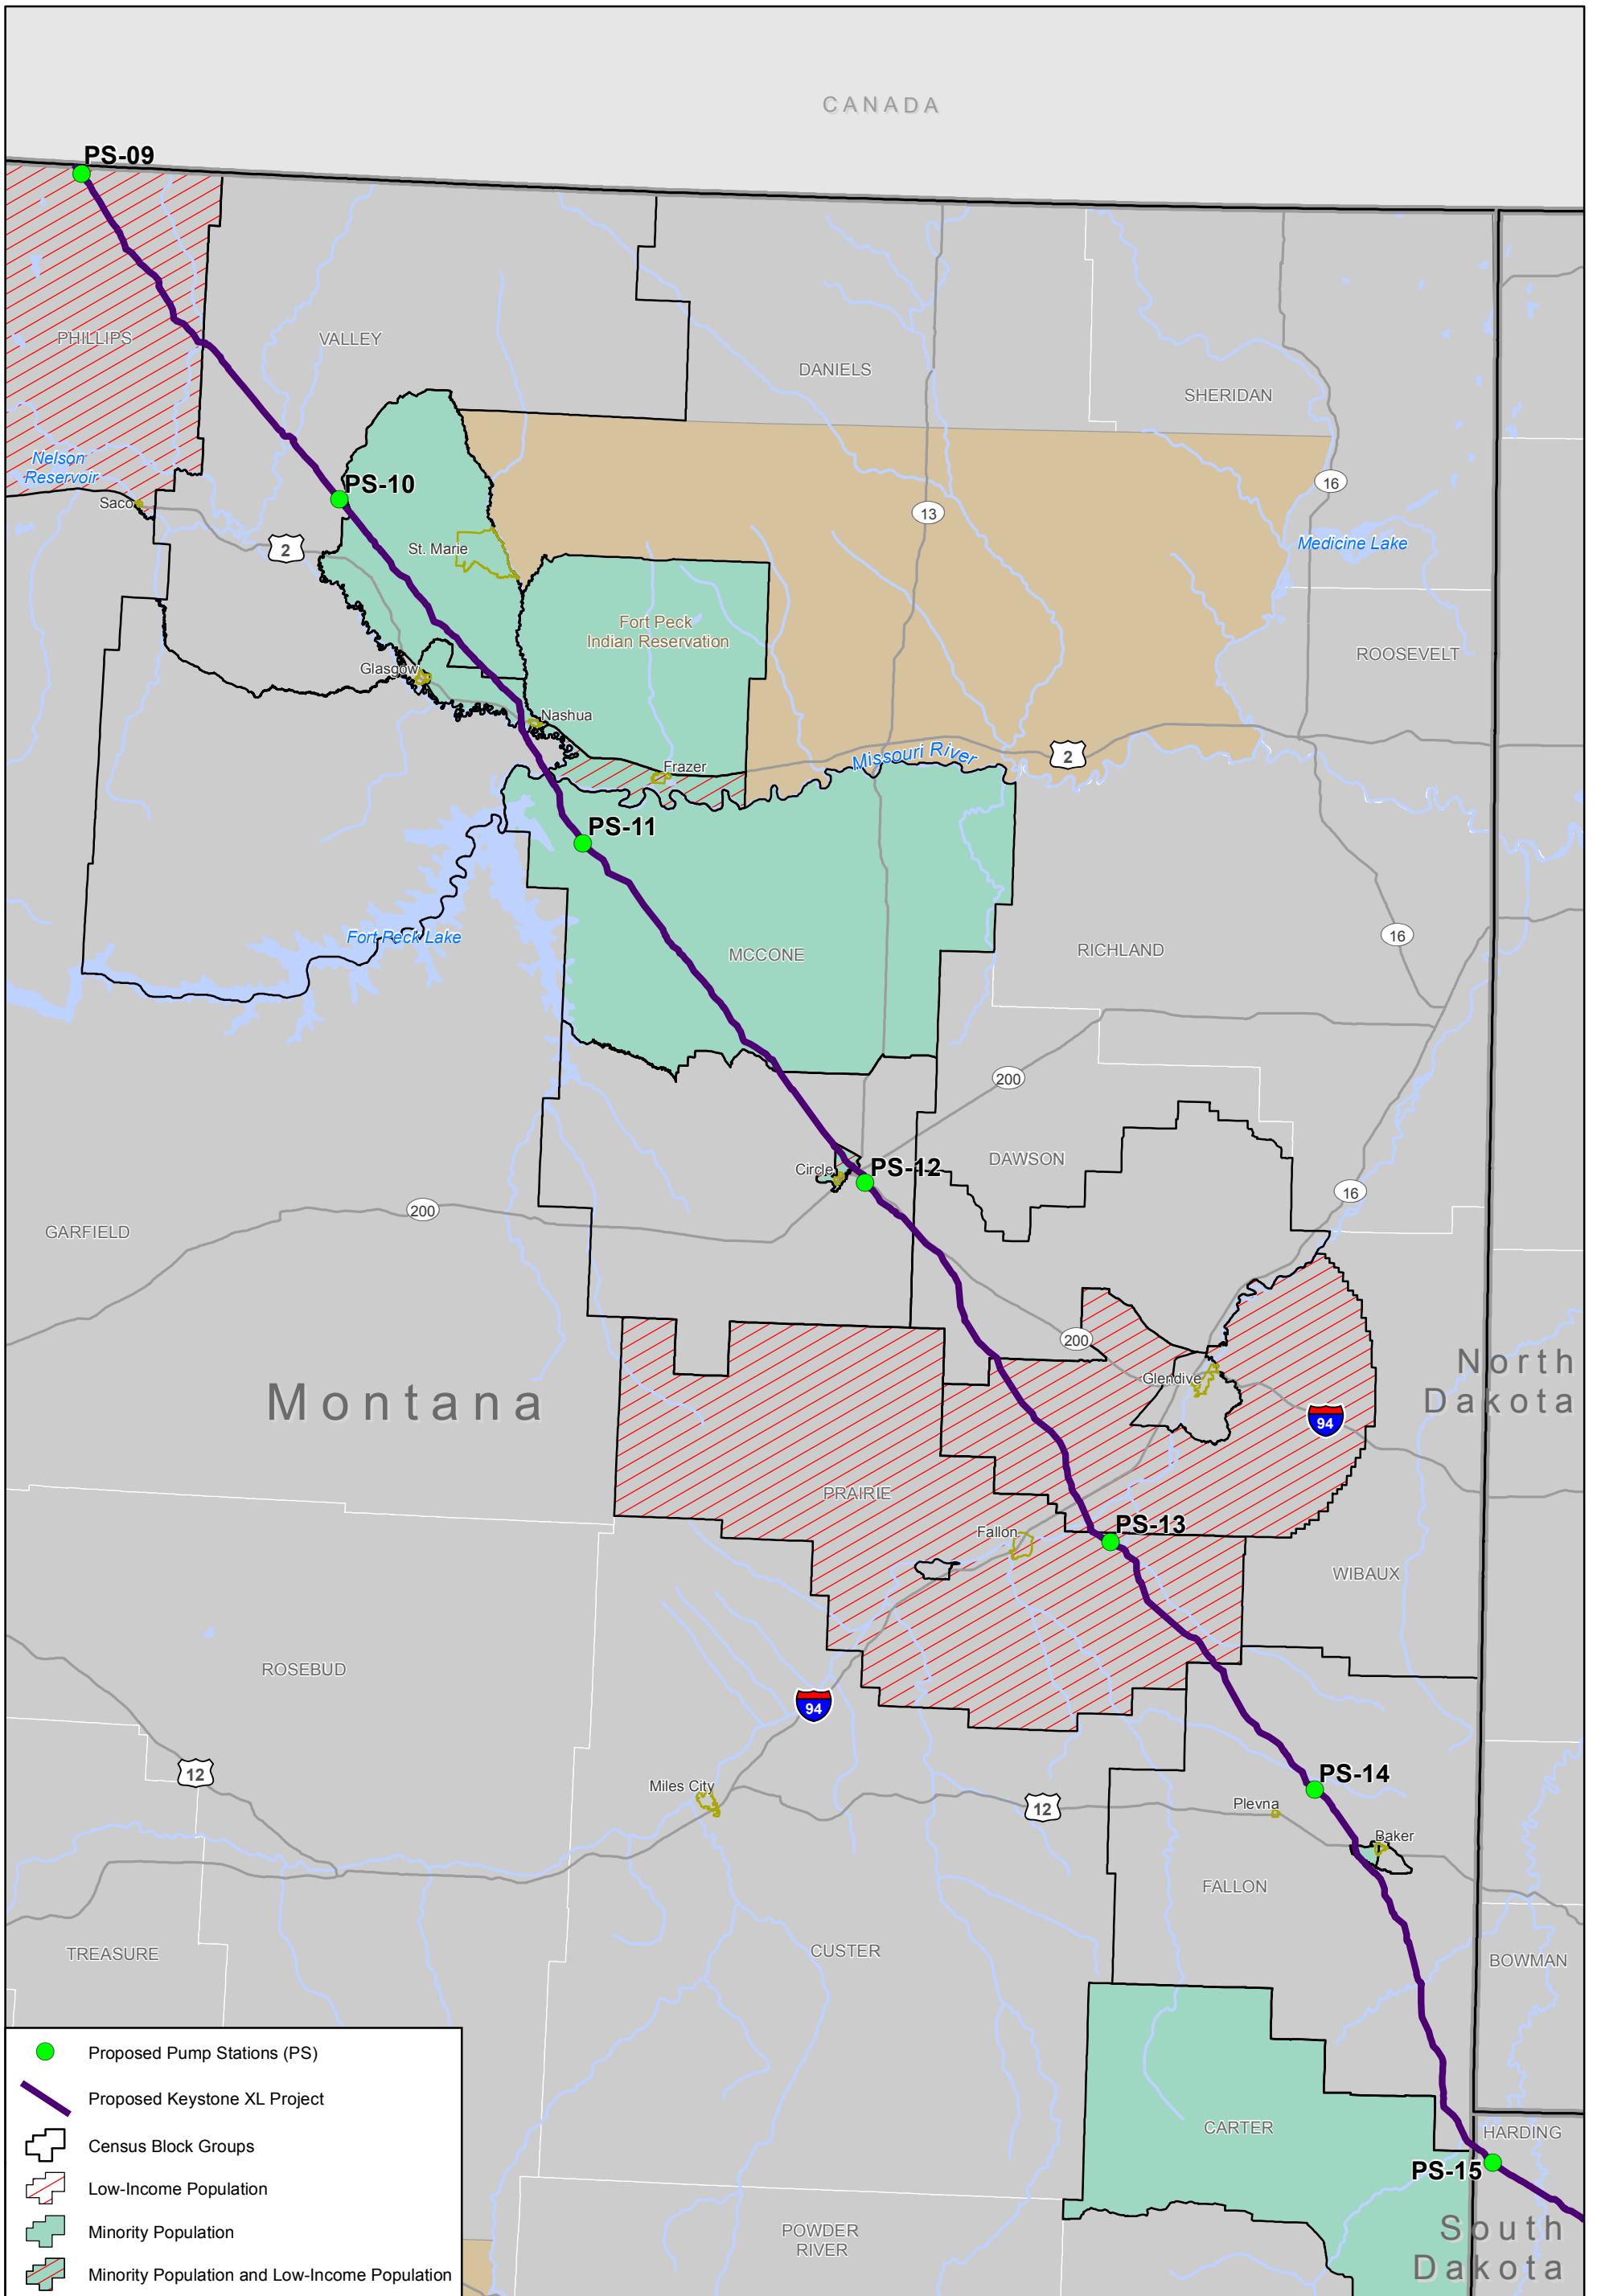 CANADA
PS-09
PHILLIPS
VALLEY
DANIELS
SHERIDAN
Nelson
Reservoir
Saco
PS-10
16
13
2
St. Marie
Medicine Lake
Fort Peck
Indian Reservation
ROOSEVELT
Glasgow
Nashua
Missouri River
2
Frazer
PS-11
Fort Peck Lake
MCCONE
RICHLAND
16
200
Circle
PS-12
DAWSON
16
200
GARFIELD
200
Glendive
North
Dakota
Montana
94
PRAIRIE
PS-13
Fallon
WIBAUX
ROSEBUD
94
12
Miles City
12
PS-14
Plevna
Baker
FALLON
TREASURE
CUSTER
BOWMAN
CARTER
HARDING
PS-15
POWDER
RIVER
South
Dakota
Proposed Pump Stations (PS)
Proposed Keystone XL Project
Census Block Groups
Low-Income Population
Minority Population
Minority Population and Low-Income Population